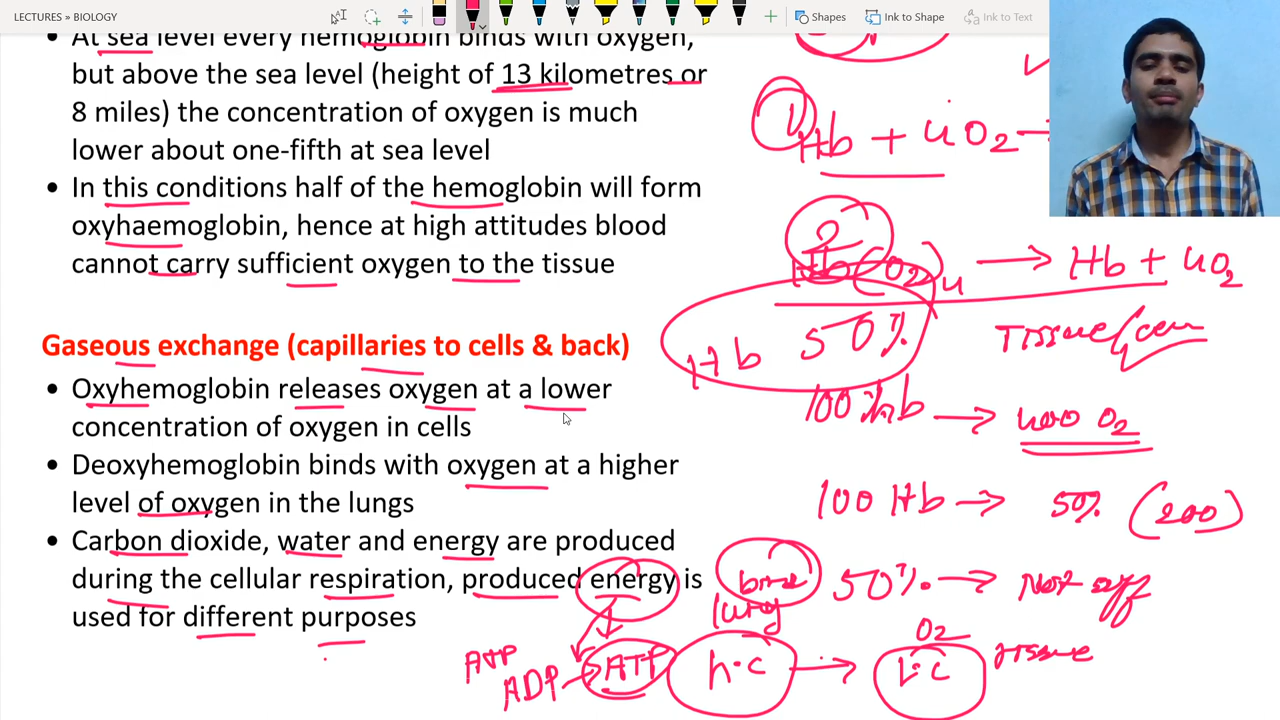 LECTURES » BIOLOGY
Shapes
Ink to Shape
Ink to Text
• At sea level every hemoglobin binds with oxygen,
but above the sea level (height of 13 kilometres or
8 miles) the concentration of oxygen is much
lower about one-fifth at sea level
• In this conditions half of the hemoglobin will form
oxyhaemoglobin, hence at high attitudes blood
cannot carry sufficient oxygen to the tissue
Gaseous exchange (capillaries to cells & back)
• Oxyhemoglobin releases oxygen at a lower
concentration of oxygen in cells
• Deoxyhemoglobin binds with oxygen at a higher
level of oxygen in the lungs
• Carbon dioxide, water and energy are produced
during the cellular respiration, produced energy is
used for different purposes
ADP → ATP
1) Hb + 4O2 →
2 Hb(O2)4 → Hb + 4O2
Hb 50% Tissue/
100 Hb → 400 O2
100 Hb → 50% (200)
50% → Not eff
lung
O2
h.c → l.c Tissue